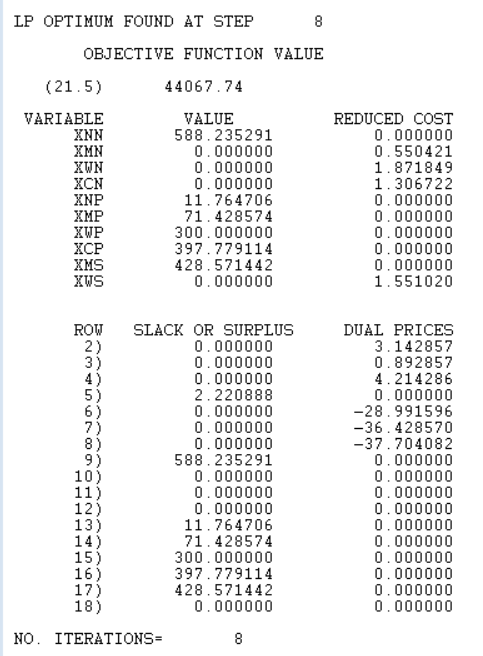 LP OPTIMUM FOUND AT STEP 8
OBJECTIVE FUNCTION VALUE
(21.5) 44067.74
VARIABLE VALUE REDUCED COST
XNN 588.235291 0.000000
XMN 0.000000 0.550421
XWN 0.000000 1.871849
XCN 0.000000 1.306722
XNP 11.764706 0.000000
XMP 71.428574 0.000000
XWP 300.000000 0.000000
XCP 397.779114 0.000000
XMS 428.571442 0.000000
XWS 0.000000 1.551020
ROW SLACK OR SURPLUS DUAL PRICES
2) 0.000000 3.142857
3) 0.000000 0.892857
4) 0.000000 4.214286
5) 2.220888 0.000000
6) 0.000000 -28.991596
7) 0.000000 -36.428570
8) 0.000000 -37.704082
9) 588.235291 0.000000
10) 0.000000 0.000000
11) 0.000000 0.000000
12) 0.000000 0.000000
13) 11.764706 0.000000
14) 71.428574 0.000000
15) 300.000000 0.000000
16) 397.779114 0.000000
17) 428.571442 0.000000
18) 0.000000 0.000000
NO. ITERATIONS= 8